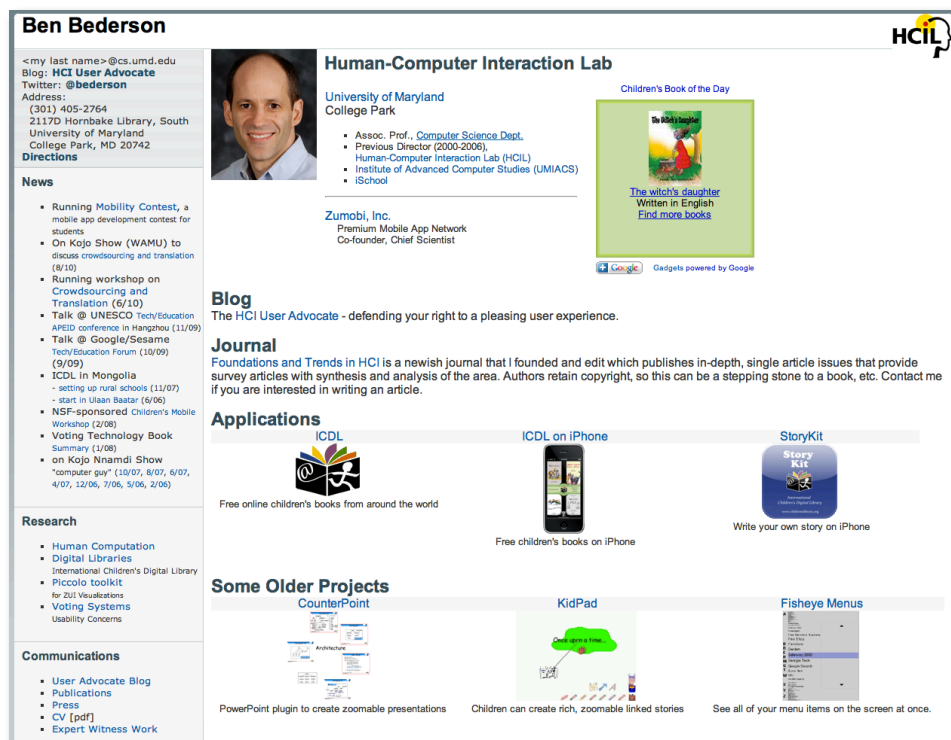 Ben Bederson
HCIL
<my last name>@cs.umd.edu
Blog: HCI User Advocate
Twitter: @bederson
Address:
(301) 405-2764
2117D Hornbake Library, South
University of Maryland
College Park, MD 20742
Directions
News
Running Mobility Contest, a
mobile app development contest for
students
On Kojo Show (WAMU) to
discuss crowdsourcing and translation
(8/10)
Running workshop on
Crowdsourcing and
Translation (6/10)
Talk @ UNESCO Tech/Education
APEID conference in Hangzhou (11/09)
Talk @ Google/Sesame
Tech/Education Forum (10/09)
(9/09)
ICDL in Mongolia
- setting up rural schools (11/07)
- start in Ulaan Baatar (6/06)
NSF-sponsored Children's Mobile
Workshop (2/08)
Voting Technology Book
Summary (1/08)
on Kojo Nnamdi Show
"computer guy" (10/07, 8/07, 6/07,
4/07, 12/06, 7/06, 5/06, 2/06)
Research
Human Computation
Digital Libraries
International Children's Digital Library
Piccolo toolkit
for ZUI Visualizations
Voting Systems
Usability Concerns
Communications
User Advocate Blog
Publications
Press
CV [pdf]
Expert Witness Work
Human-Computer Interaction Lab
University of Maryland
College Park
Assoc. Prof., Computer Science Dept.
Previous Director (2000-2006),
Human-Computer Interaction Lab (HCIL)
Institute of Advanced Computer Studies (UMIACS)
iSchool
Zumobi, Inc.
Premium Mobile App Network
Co-founder, Chief Scientist
Children's Book of the Day
The Witch's Daughter
The witch's daughter
Written in English
Find more books
Google
Gadgets powered by Google
Blog
The HCI User Advocate - defending your right to a pleasing user experience.
Journal
Foundations and Trends in HCI is a newish journal that I founded and edit which publishes in-depth, single article issues that provide
survey articles with synthesis and analysis of the area. Authors retain copyright, so this can be a stepping stone to a book, etc. Contact me
if you are interested in writing an article.
Applications
ICDL
Free online children's books from around the world
ICDL on iPhone
Free children's books on iPhone
StoryKit
Story
Kit
International
Children's Digital Library
www.childrenslibrary.org
Write your own story on iPhone
Some Older Projects
CounterPoint
Architecture
PowerPoint plugin to create zoomable presentations
KidPad
Once upon a time...
Children can create rich, zoomable linked stories
Fisheye Menus
See all of your menu items on the screen at once.